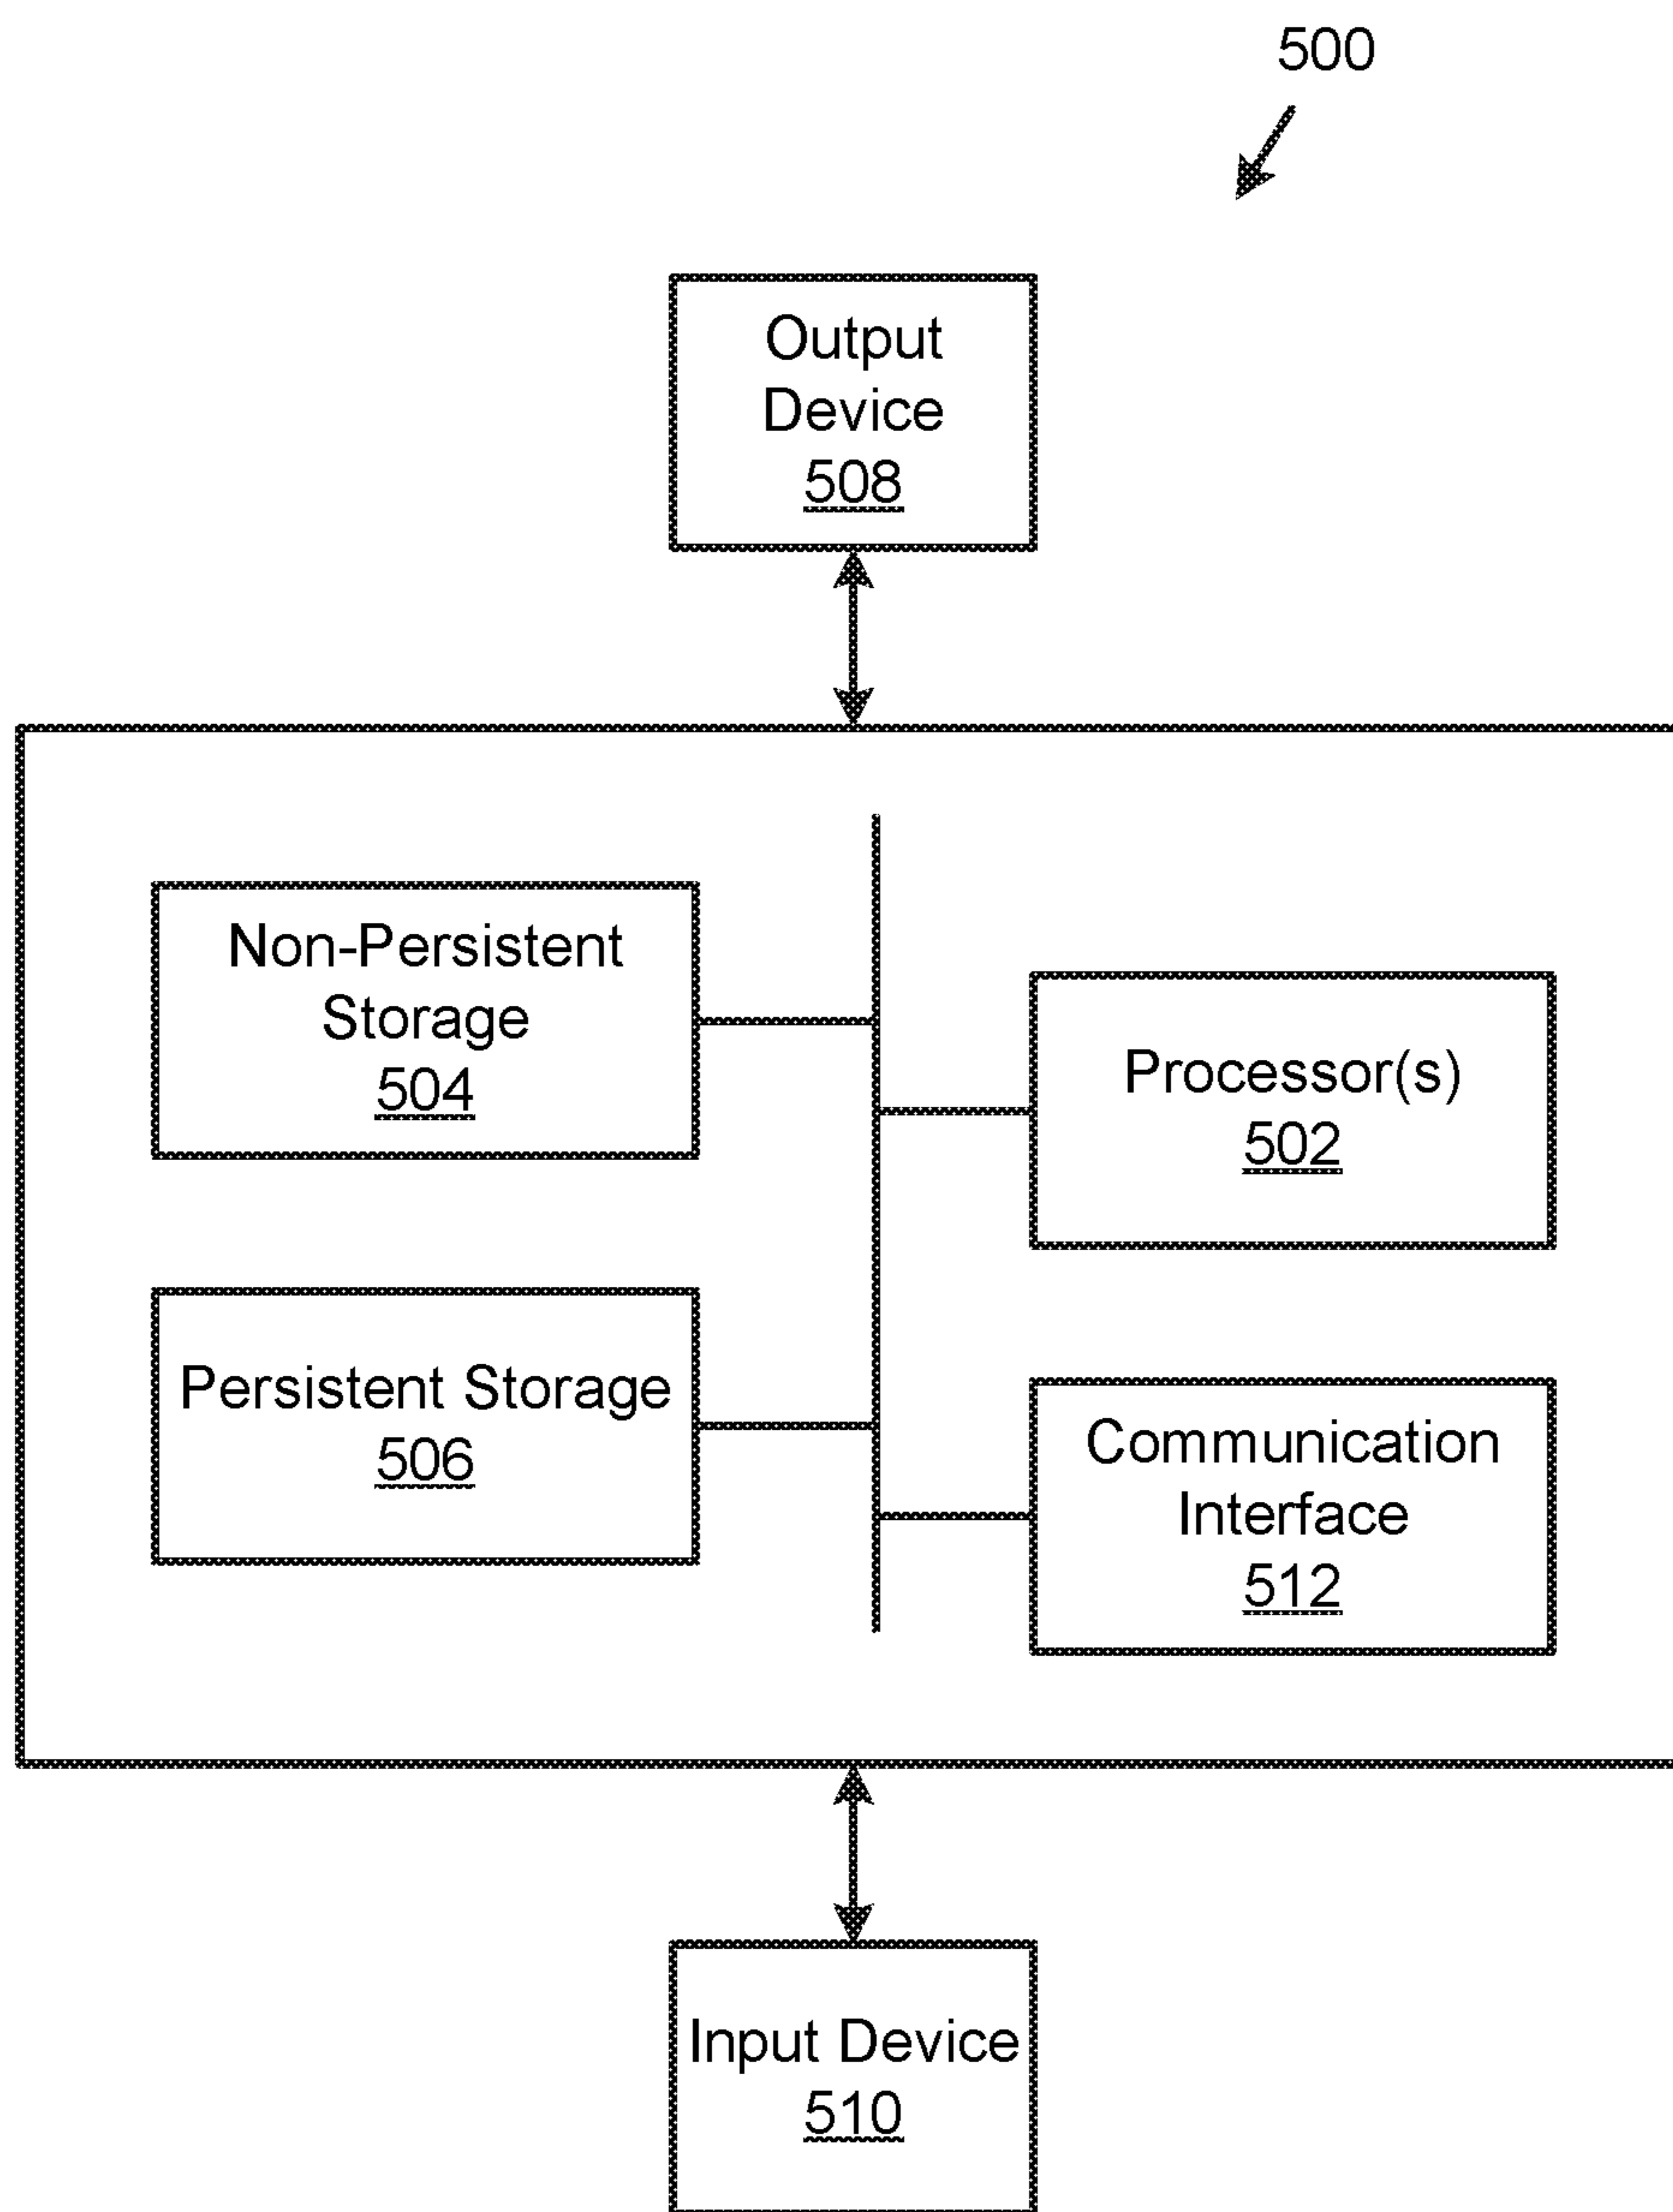 500
Output
Device
508
Non-Persistent
Storage
504
Processor(s)
502
Persistent Storage
506
Communication
Interface
512
Input Device
510